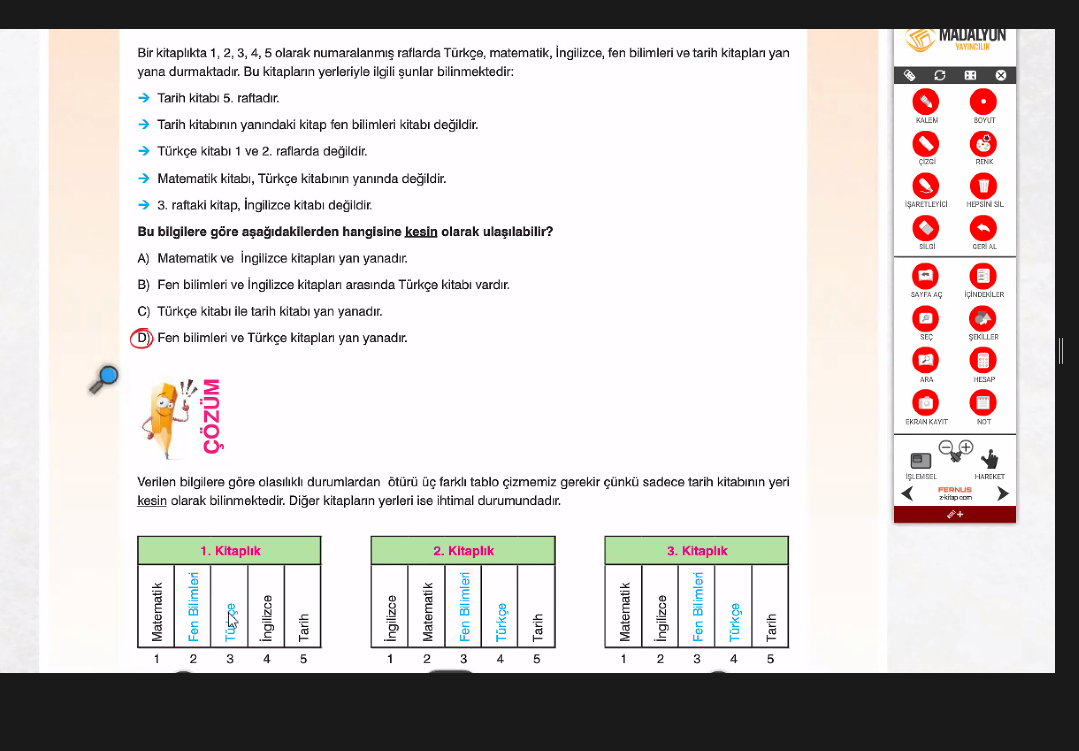 Bir kitaplıkta 1, 2, 3, 4, 5 olarak numaralanmış raflarda Türkçe, matematik, İngilizce, fen bilimleri ve tarih kitapları yan
yana durmaktadır. Bu kitapların yerleriyle ilgili şunlar bilinmektedir:
→ Tarih kitabı 5. raftadır.
→ Tarih kitabının yanındaki kitap fen bilimleri kitabı değildir.
→ Türkçe kitabı 1 ve 2. raflarda değildir.
→ Matematik kitabı, Türkçe kitabının yanında değildir.
→ 3. raftaki kitap, İngilizce kitabı değildir.
Bu bilgilere göre aşağıdakilerden hangisine kesin olarak ulaşılabilir?
A) Matematik ve İngilizce kitapları yan yanadır.
B) Fen bilimleri ve İngilizce kitapları arasında Türkçe kitabı vardır.
C) Türkçe kitabı ile tarih kitabı yan yanadır.
D) Fen bilimleri ve Türkçe kitapları yan yanadır.
ÇÖZÜM
Verilen bilgilere göre olasılıklı durumlardan ötürü üç farklı tablo çizmemiz gerekir çünkü sadece tarih kitabının yeri
kesin olarak bilinmektedir. Diğer kitapların yerleri ise ihtimal durumundadır.
1. Kitaplık
Matematik
Fen Bilimleri
Türkçe
İngilizce
Tarih
1 2 3 4 5
2. Kitaplık
İngilizce
Matematik
Fen Bilimleri
Türkçe
Tarih
1 2 3 4 5
3. Kitaplık
Matematik
İngilizce
Fen Bilimleri
Türkçe
Tarih
1 2 3 4 5
MADALYON
YAYINCILIK
KALEM BOYUT
ÇİZGİ RENK
İŞARETLEYİCİ HEPSİNİ SİL
SİLGİ GERİ AL
SAYFA AÇ İÇİNDEKİLER
SEÇ ŞEKİLLER
ARA HESAP
EKRAN KAYIT NOT
İŞLEMSEL HAREKET
FERNUS
z-kitap.com